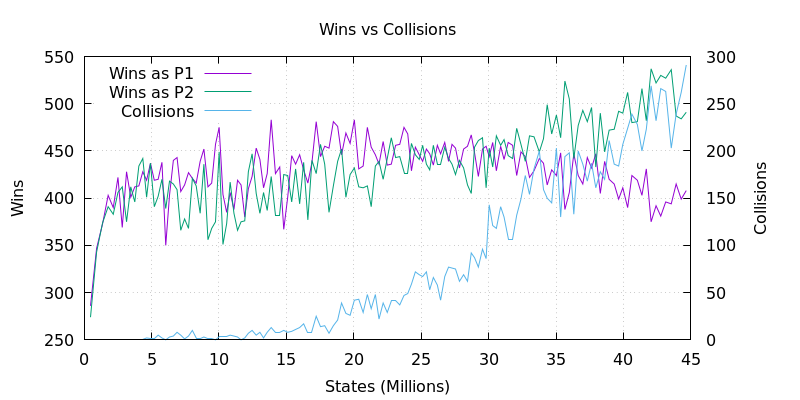 Wins vs Collisions
550
500
450
400
350
300
250
300
250
200
150
100
50
0
0 5 10 15 20 25 30 35 40 45
Wins
Collisions
States (Millions)
Wins as P1
Wins as P2
Collisions